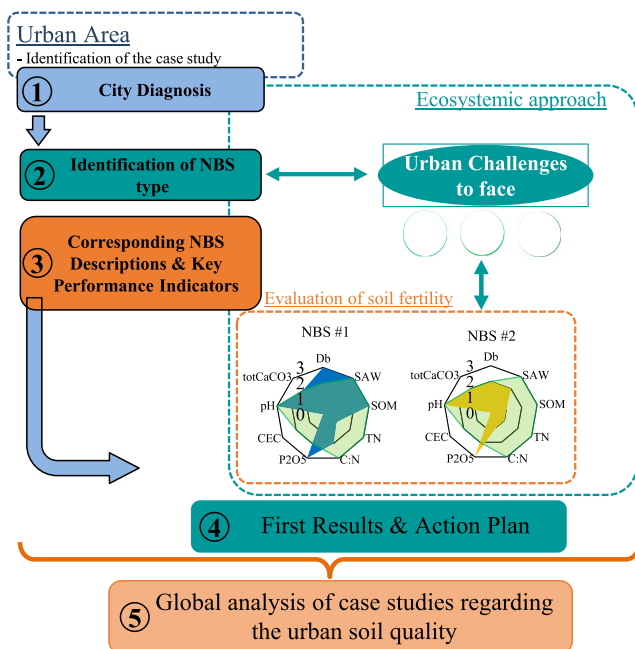 Urban Area
- Identification of the case study
① City Diagnosis
Ecosystemic approach
② Identification of NBS
type
Urban Challenges
to face
③ Corresponding NBS
Descriptions & Key
Performance Indicators
Evaluation of soil fertility
NBS #1
Db
SAW
SOM
TN
C:N
P2O5
CEC
pH
totCaCO3
3
2
1
0
NBS #2
Db
SAW
SOM
TN
C:N
P2O5
CEC
pH
totCaCO3
3
2
1
0
④ First Results & Action Plan
⑤ Global analysis of case studies regarding
the urban soil quality